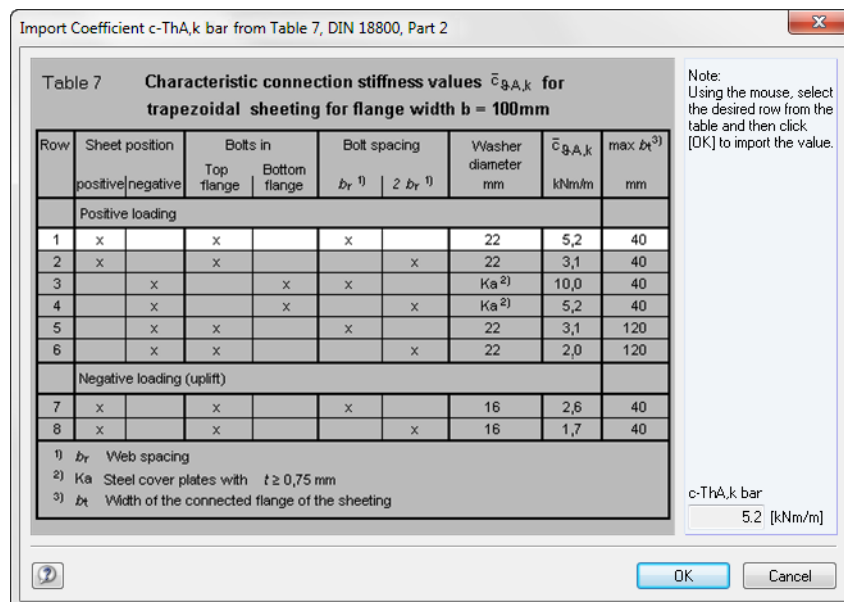 Import Coefficient c-ThA,k bar from Table 7, DIN 18800, Part 2
Table 7 Characteristic connection stiffness values c̄ϑA,k for
trapezoidal sheeting for flange width b = 100mm
Row Sheet position Bolts in Bolt spacing Washer diameter c̄ϑA,k max bt3)
positive negative Top flange Bottom flange br 1) 2 br 1) mm kNm/m mm
Positive loading
1 x x x 22 5,2 40
2 x x x 22 3,1 40
3 x x x Ka2) 10,0 40
4 x x x Ka2) 5,2 40
5 x x x 22 3,1 120
6 x x x 22 2,0 120
Negative loading (uplift)
7 x x x 16 2,6 40
8 x x x 16 1,7 40
1) br Web spacing
2) Ka Steel cover plates with t ≥ 0,75 mm
3) bt Width of the connected flange of the sheeting
Note:
Using the mouse, select
the desired row from the
table and then click
[OK] to import the value.
c-ThA,k bar
5.2 [kNm/m]
OK Cancel